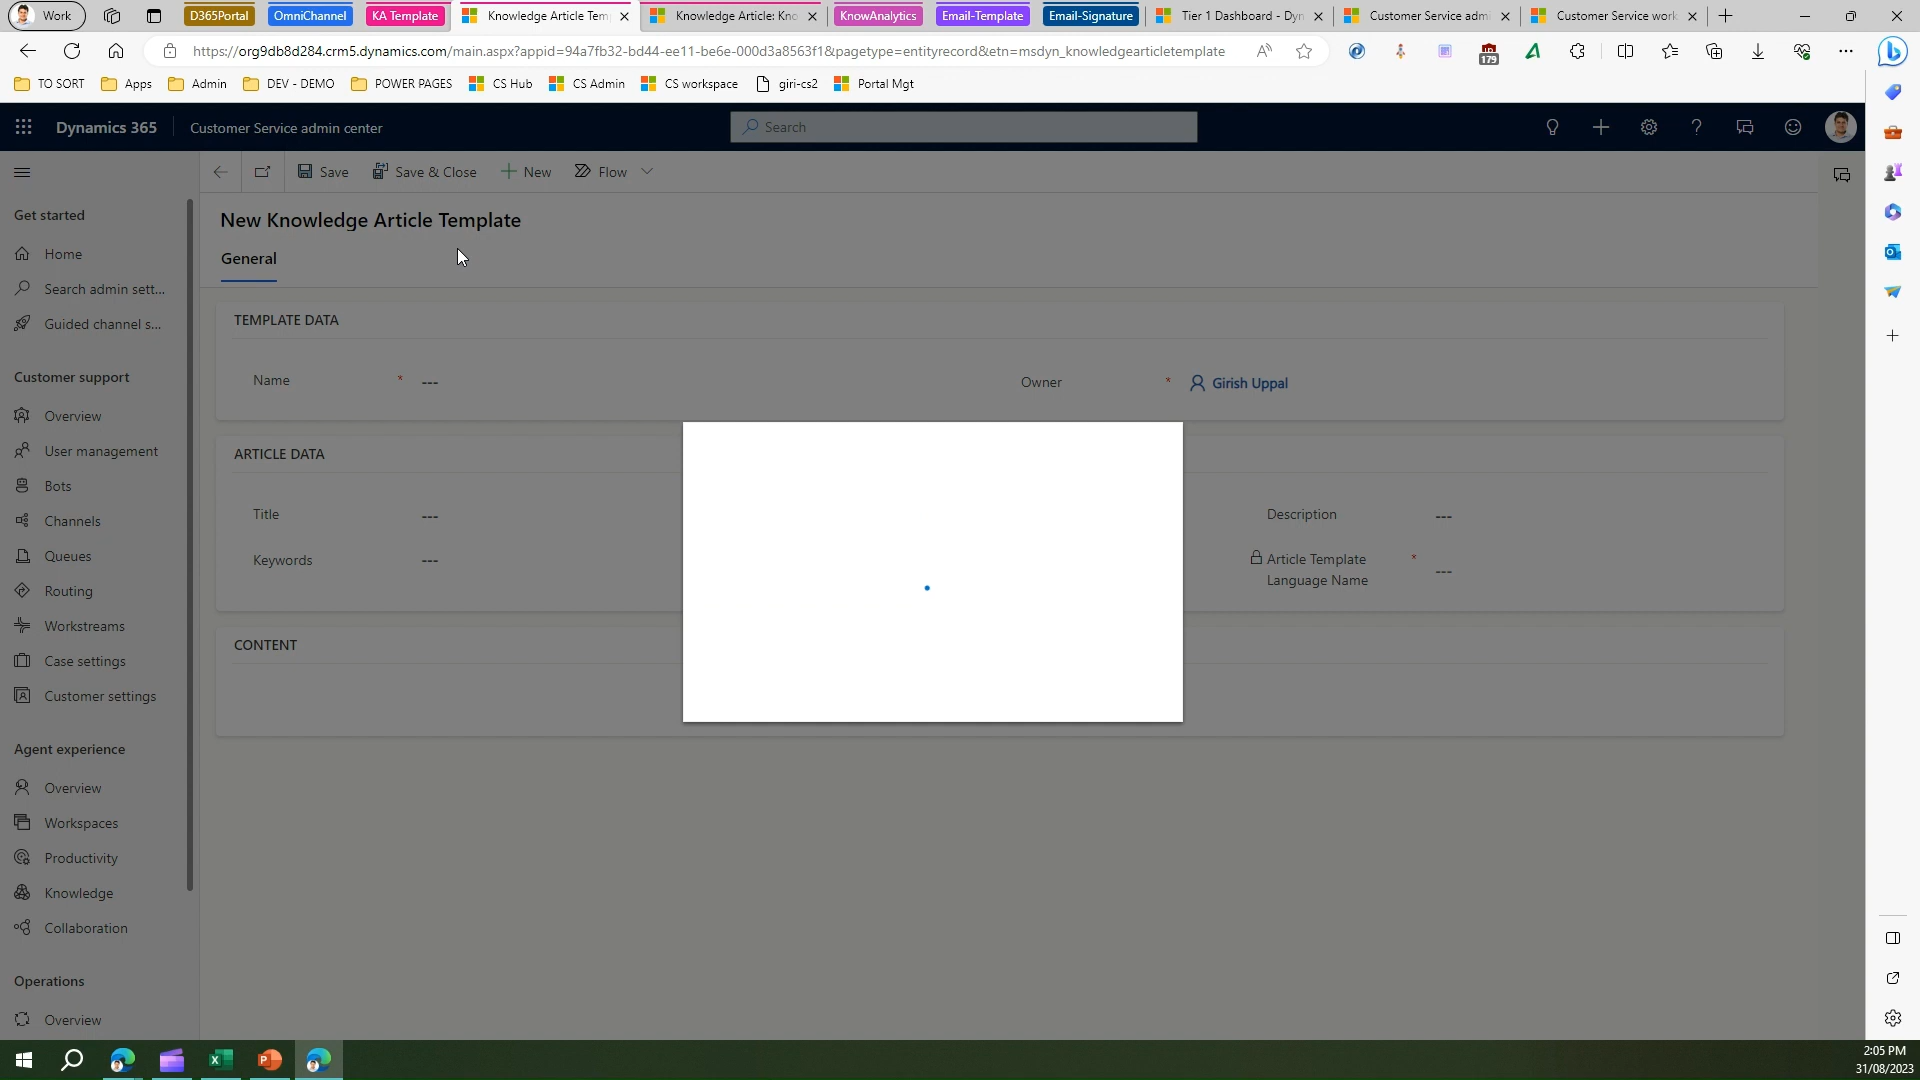 Work
D365Portal
OmniChannel
KA Template
Knowledge Article Tem
Knowledge Article: Kno
KnowAnalytics
Email-Template
Email-Signature
Tier 1 Dashboard - Dyn
Customer Service admi
Customer Service work
https://org9db8d284.crm5.dynamics.com/main.aspx?appid=94a7fb32-bd44-ee11-be6e-000d3a8563f1&pagetype=entityrecord&etn=msdyn_knowledgearticletemplate
179
TO SORT
Apps
Admin
DEV - DEMO
POWER PAGES
CS Hub
CS Admin
CS workspace
giri-cs2
Portal Mgt
Dynamics 365
Customer Service admin center
Search
Save
Save & Close
New
Flow
Get started
Home
Search admin sett...
Guided channel s...
Customer support
Overview
User management
Bots
Channels
Queues
Routing
Workstreams
Case settings
Customer settings
Agent experience
Overview
Workspaces
Productivity
Knowledge
Collaboration
Operations
Overview
New Knowledge Article Template
General
TEMPLATE DATA
Name * ---
Owner * Girish Uppal
ARTICLE DATA
Title ---
Description ---
Keywords ---
Article Template * ---
Language Name
CONTENT
2:05 PM
31/08/2023